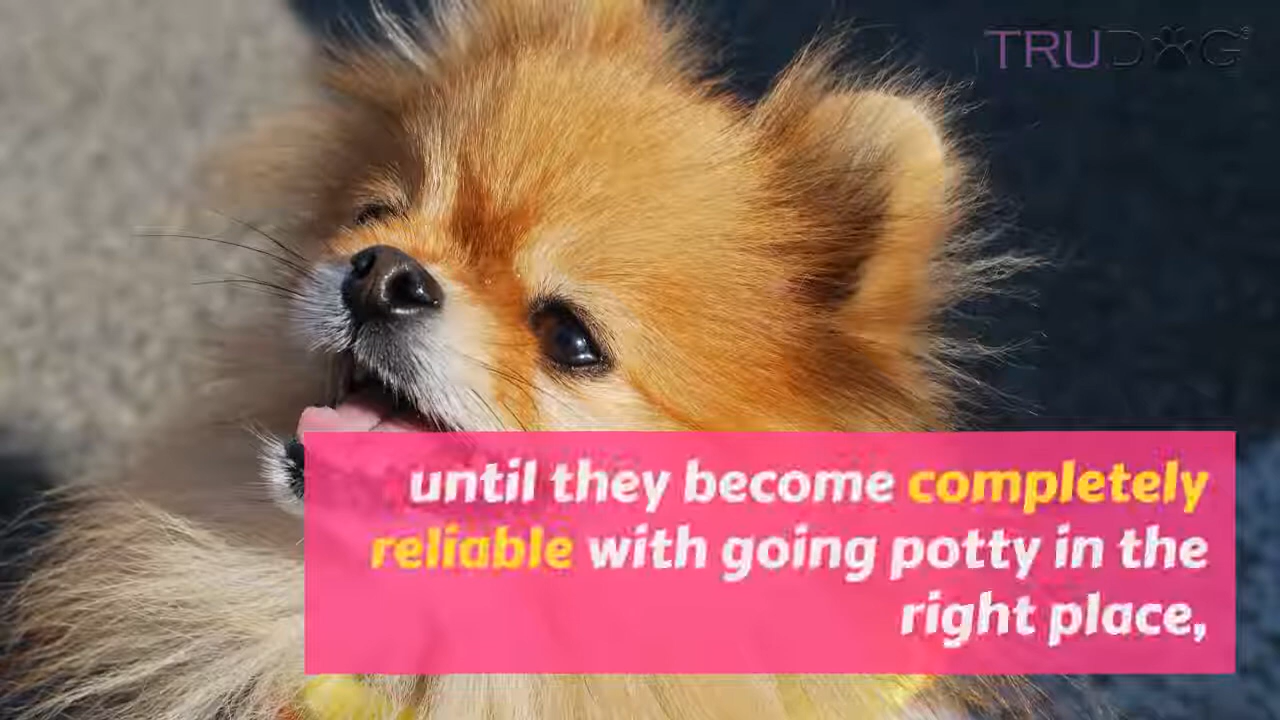 TRUDOG®
until they become completely
reliable with going potty in the
right place,